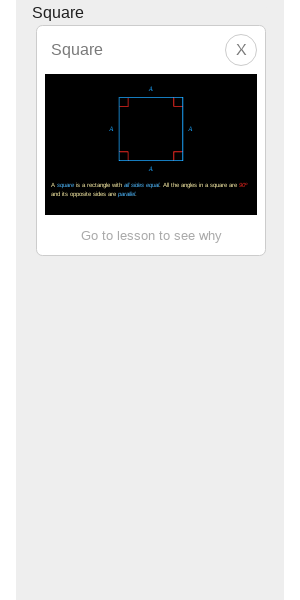 Square
Square
X
A
A
A
A
A square is a rectangle with all sides equal. All the angles in a square are 90°
and its opposite sides are parallel.
Go to lesson to see why